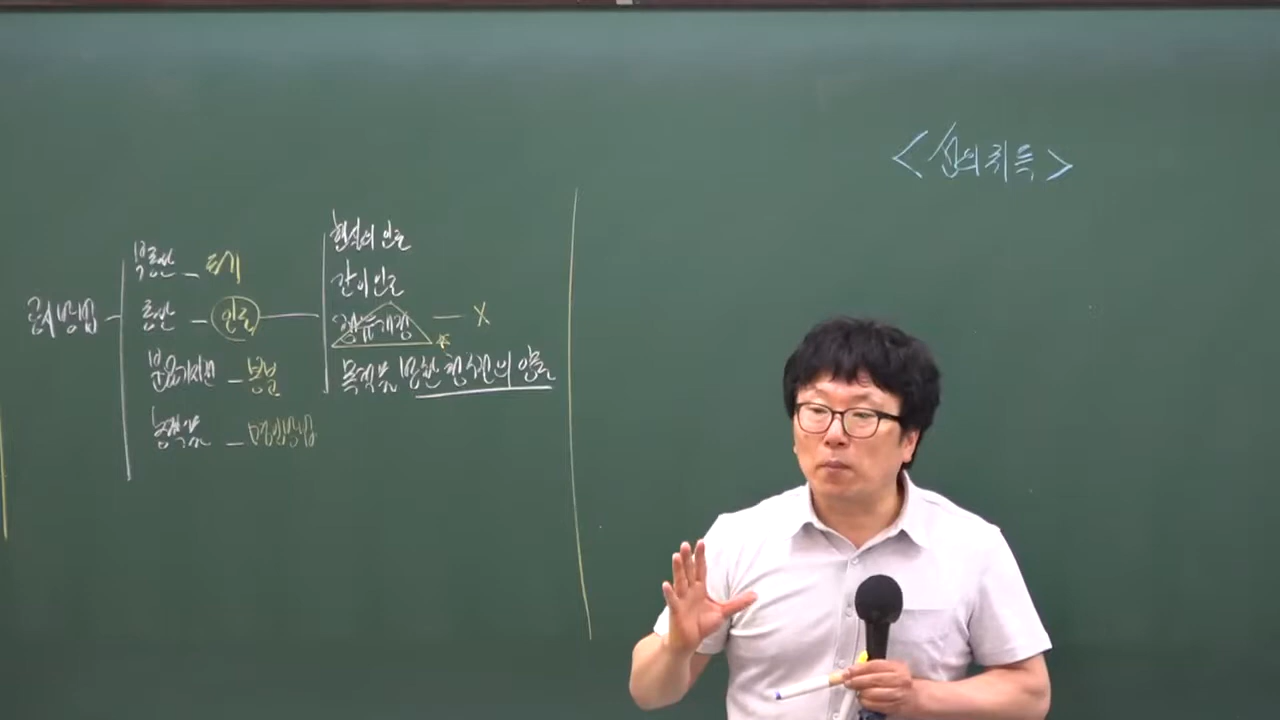 <선의취득>
공시방법
부동산 - 등기
동산 - 인도
분묘기지권 - 봉분
농작물 - 명인방법
현실의 인도
간이인도
점유개정 - X
목적물 반환청구권의 양도